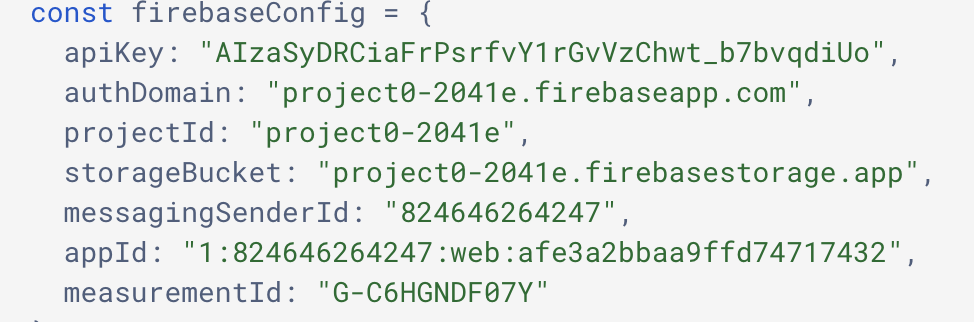 const firebaseConfig = {
apiKey: "AIzaSyDRCiaFrPsrfvY1rGvVzChwt_b7bvqdiUo",
authDomain: "project0-2041e.firebaseapp.com",
projectId: "project0-2041e",
storageBucket: "project0-2041e.firebasestorage.app",
messagingSenderId: "824646264247",
appId: "1:824646264247:web:afe3a2bbaa9ffd74717432",
measurementId: "G-C6HGNDF07Y"